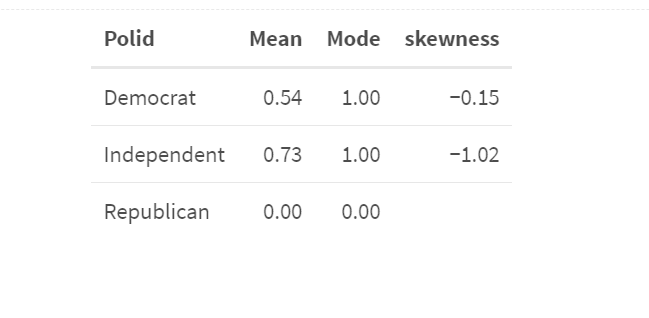 Polid Mean Mode skewness
Democrat 0.54 1.00 −0.15
Independent 0.73 1.00 −1.02
Republican 0.00 0.00